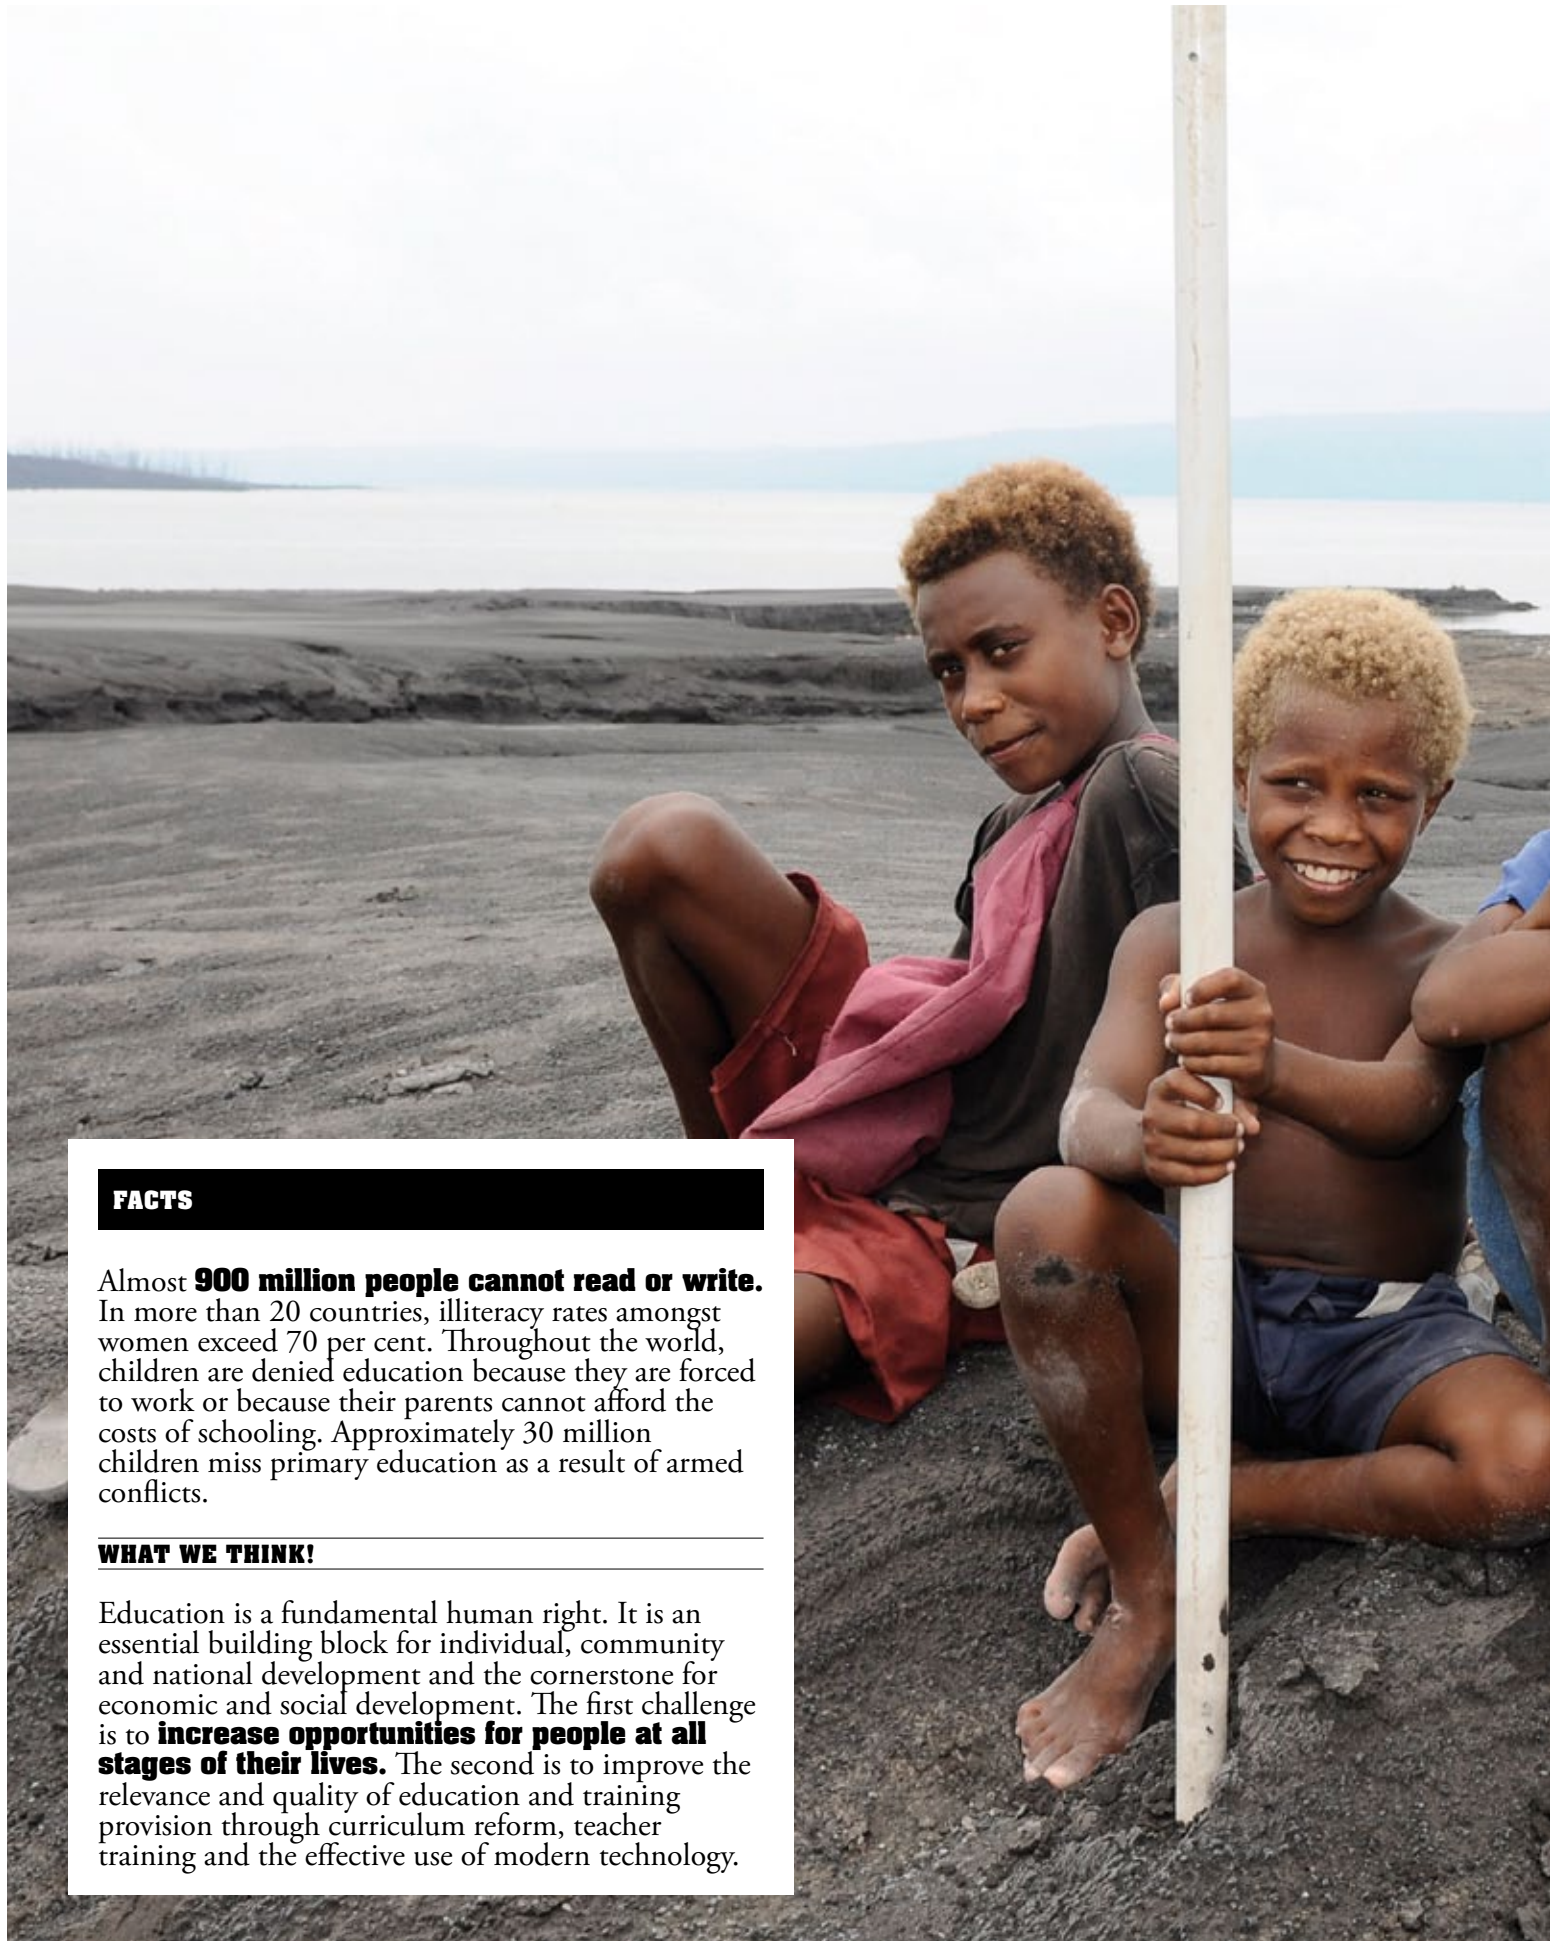 FACTS
Almost 900 million people cannot read or write.
In more than 20 countries, illiteracy rates amongst
women exceed 70 per cent. Throughout the world,
children are denied education because they are forced
to work or because their parents cannot afford the
costs of schooling. Approximately 30 million
children miss primary education as a result of armed
conflicts.
WHAT WE THINK!
Education is a fundamental human right. It is an
essential building block for individual, community
and national development and the cornerstone for
economic and social development. The first challenge
is to increase opportunities for people at all
stages of their lives. The second is to improve the
relevance and quality of education and training
provision through curriculum reform, teacher
training and the effective use of modern technology.